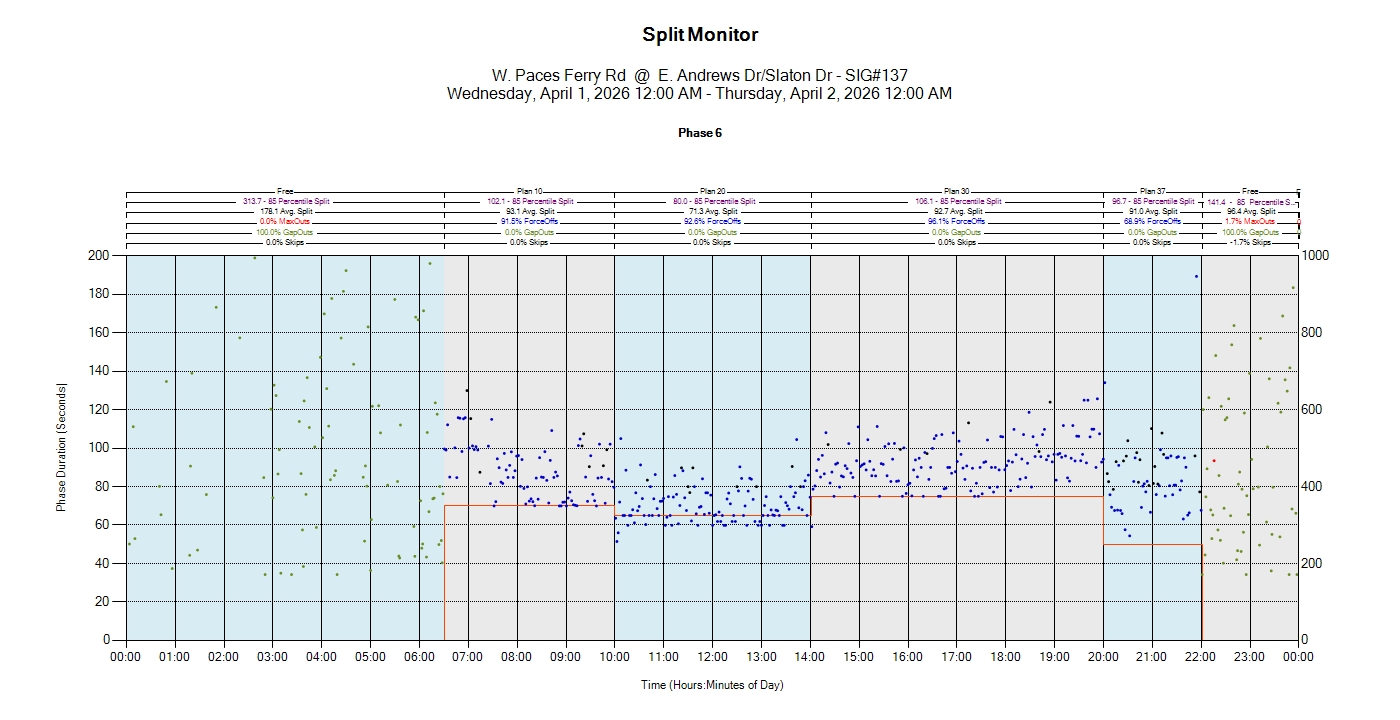 Split Monitor
W. Paces Ferry Rd @ E. Andrews Dr/Slaton Dr - SIG#137
Wednesday, April 1, 2026 12:00 AM - Thursday, April 2, 2026 12:00 AM
Phase 6
Free Plan 10 Plan 20 Plan 30 Plan 37 Free F
313.7 - 85 Percentile Split 102.1 - 85 Percentile Split 80.0 - 85 Percentile Split 106.1 - 85 Percentile Split 96.7 - 85 Percentile Split 141.4 - 85 Percentile S...
178.1 Avg. Split 93.1 Avg. Split 71.3 Avg. Split 92.7 Avg. Split 91.0 Avg. Split 96.4 Avg. Split
0.0% MaxOuts 91.5% ForceOffs 92.6% ForceOffs 96.1% ForceOffs 68.9% ForceOffs 1.7% MaxOuts
100.0% GapOuts 0.0% GapOuts 0.0% GapOuts 0.0% GapOuts 0.0% GapOuts 100.0% GapOuts
0.0% Skips 0.0% Skips 0.0% Skips 0.0% Skips 0.0% Skips -1.7% Skips
200 1000
180
160 800
140
120 600
100
80 400
60
40 200
20
0 0
Phase Duration (Seconds)
00:00 01:00 02:00 03:00 04:00 05:00 06:00 07:00 08:00 09:00 10:00 11:00 12:00 13:00 14:00 15:00 16:00 17:00 18:00 19:00 20:00 21:00 22:00 23:00 00:00
Time (Hours:Minutes of Day)